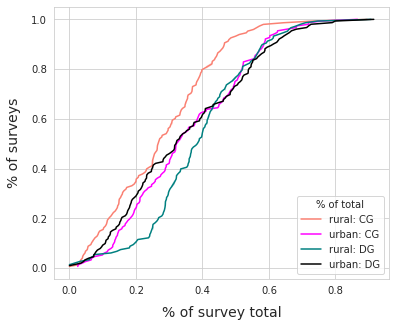 1.0
0.8
0.6
0.4
0.2
0.0
% of surveys
% of total
rural: CG
urban: CG
rural: DG
urban: DG
0.0 0.2 0.4 0.6 0.8
% of survey total